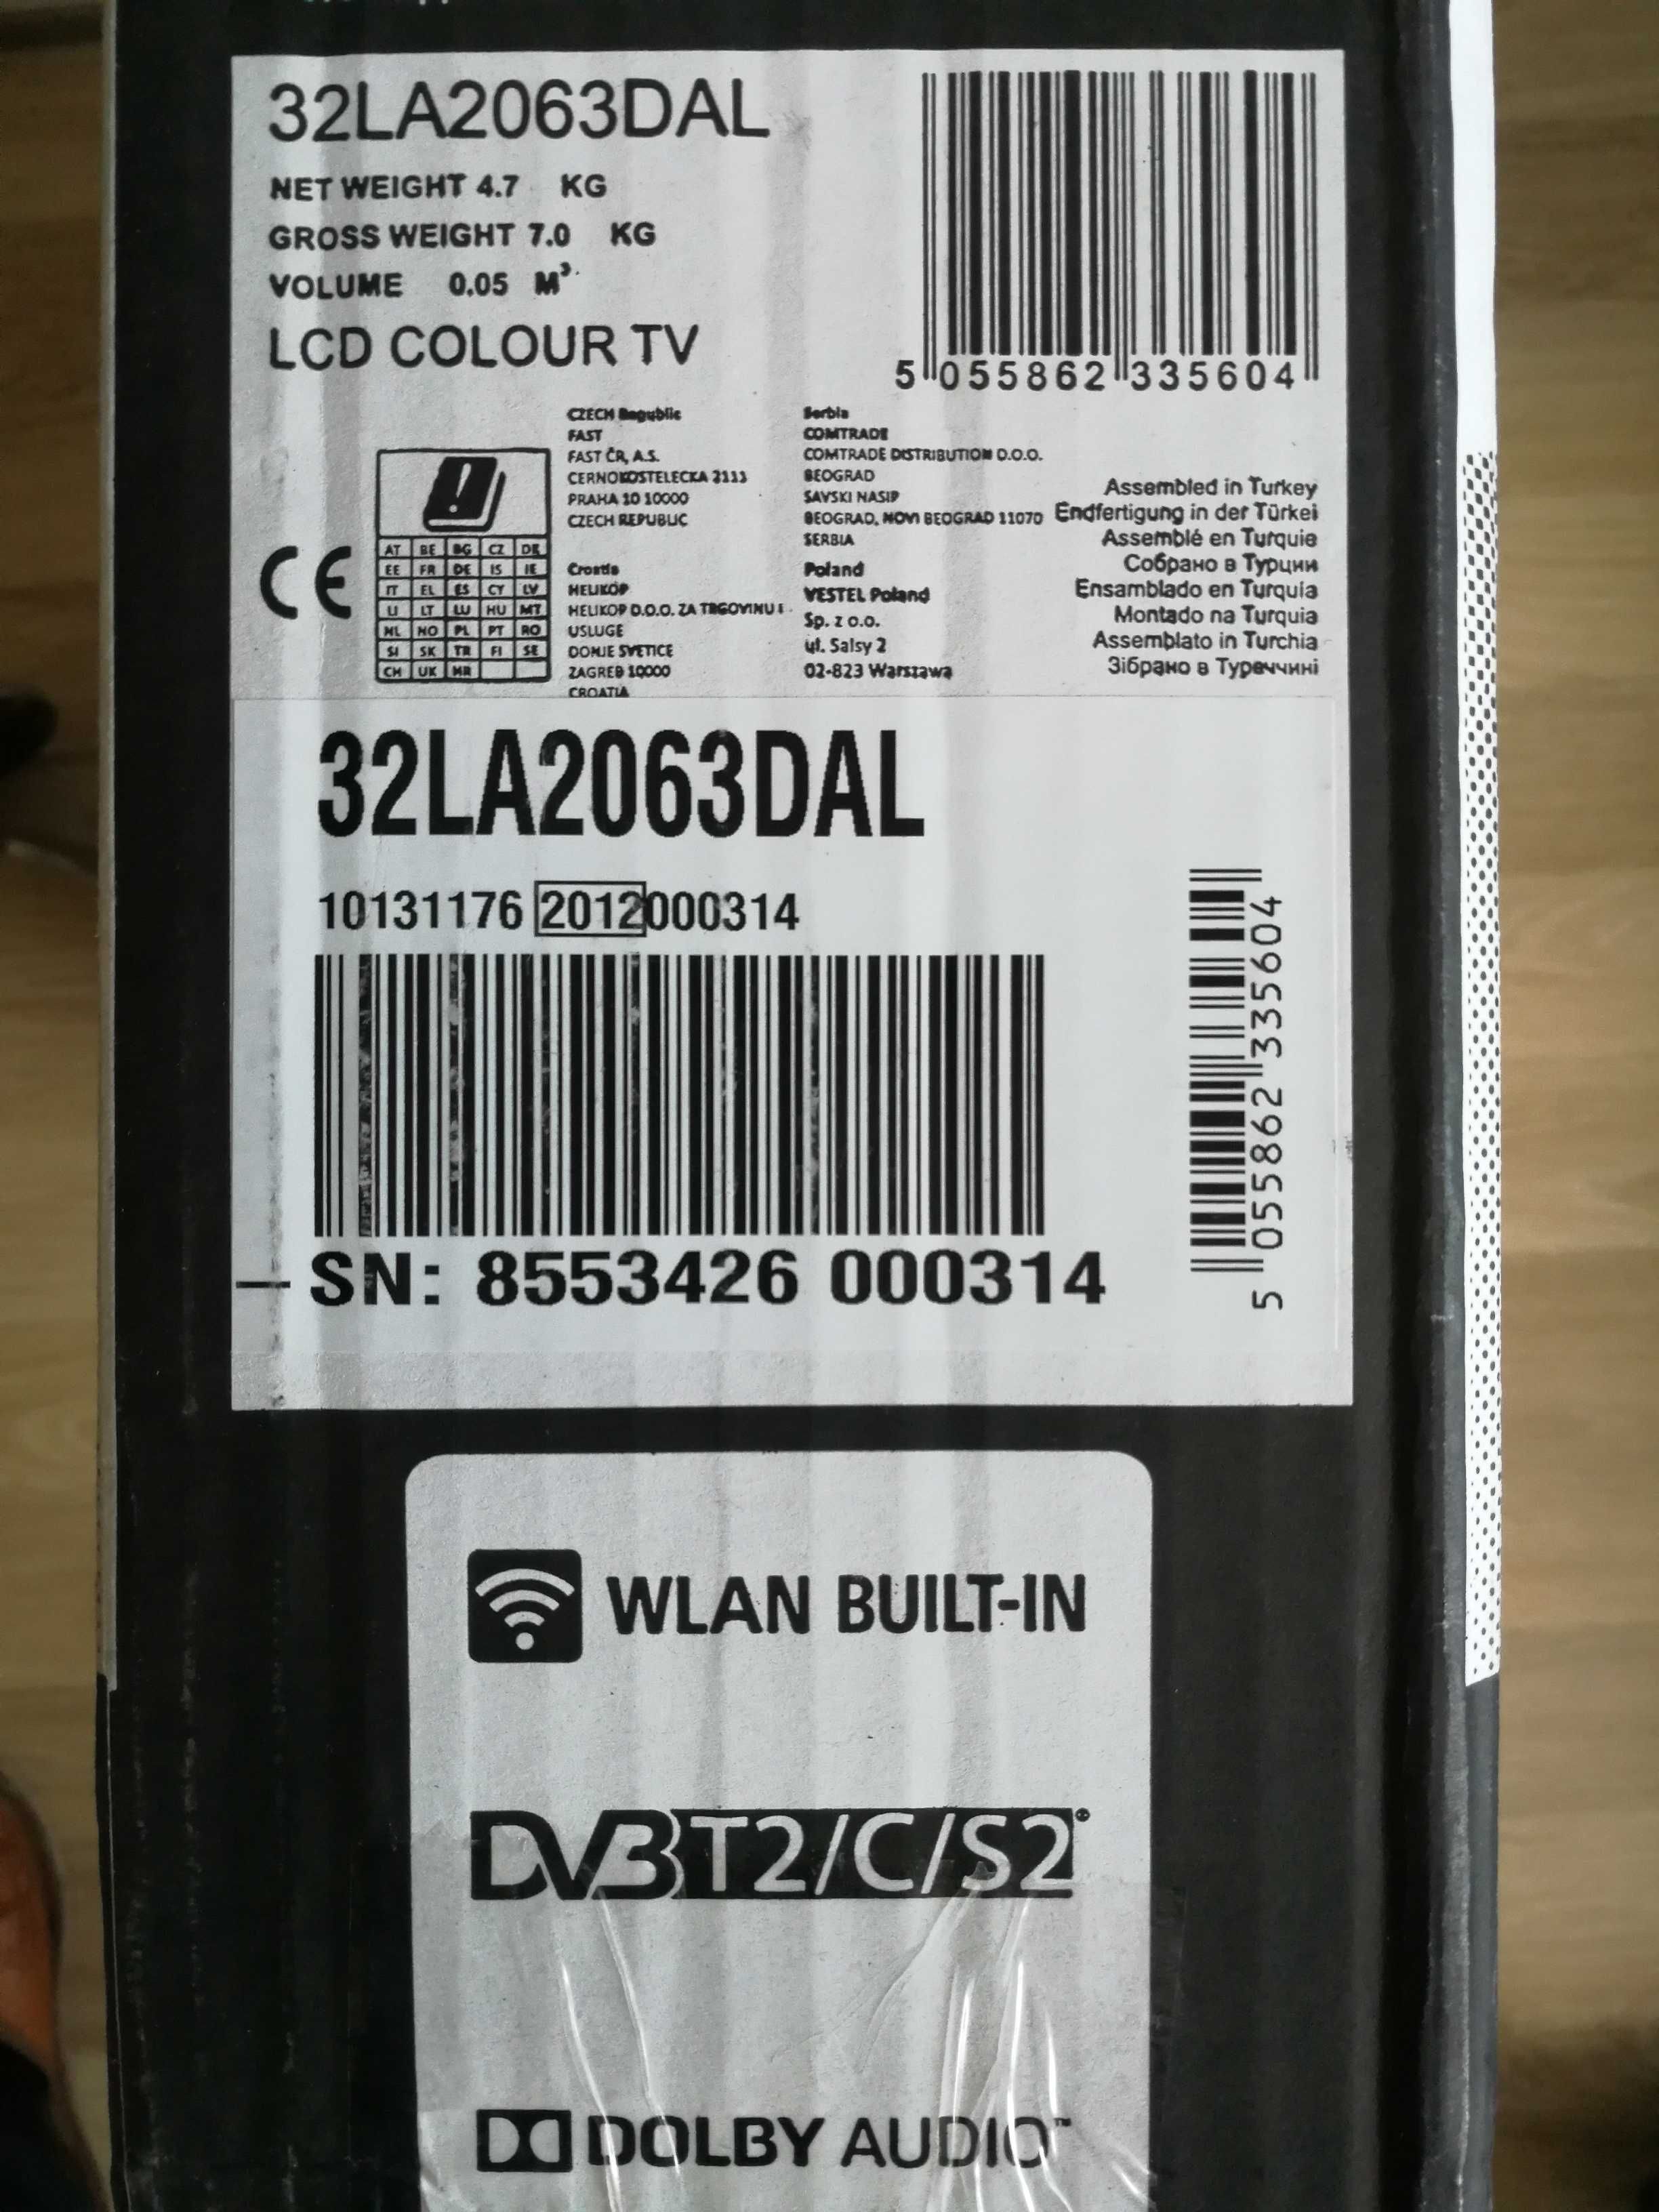 32LA2063DAL
NET WEIGHT 4.7 KG
GROSS WEIGHT 7.0 KG
VOLUME 0.05 M³
LCD COLOUR TV
5 055862 335604
CE
AT BE BG CZ DK
EE FR DE IS IE
IT EL ES CY LV
LI LT LU HU MT
NL NO PL PT RO
SI SK TR FI SE
CH UK HR
CZECH Republic
FAST
FAST ČR, A.S.
CERNOKOSTELECKA 2111
PRAHA 10 10000
CZECH REPUBLIC
Croatia
HELIKOP
HELIKOP D.O.O. ZA TRGOVINU I
USLUGE
DONJE SVETICE
ZAGREB 10000
CROATIA
Serbia
COMTRADE
COMTRADE DISTRIBUTION D.O.O.
BEOGRAD
SAVSKI NASIP
BEOGRAD, NOVI BEOGRAD 11070
SERBIA
Poland
VESTEL Poland
Sp. z o.o.
ul. Salsy 2
02-823 Warszawa
Assembled in Turkey
Endfertigung in der Türkei
Assemblé en Turquie
Собрано в Турции
Ensamblado en Turquía
Montado na Turquia
Assemblato in Turchia
Зібрано в Туреччині
32LA2063DAL
10131176 2012000314
SN: 8553426 000314
5 055862 335604
WLAN BUILT-IN
DVB T2/C/S2
DOLBY AUDIO™